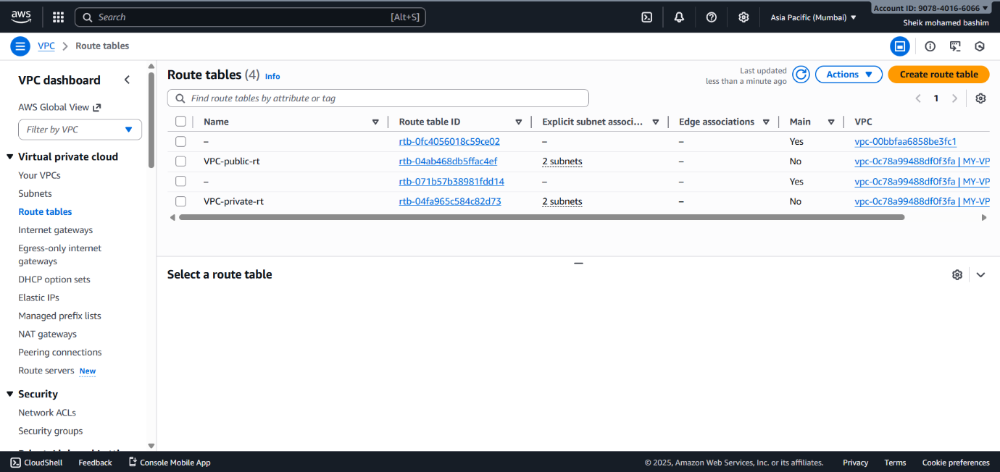 aws
Search [Alt+S]
Asia Pacific (Mumbai)
Account ID: 9078-4016-6066
Sheik mohamed bashim
VPC > Route tables
VPC dashboard
AWS Global View
Filter by VPC
Virtual private cloud
Your VPCs
Subnets
Route tables
Internet gateways
Egress-only internet
gateways
DHCP option sets
Elastic IPs
Managed prefix lists
NAT gateways
Peering connections
Route servers New
Security
Network ACLs
Security groups
Route tables (4) Info
Last updated
less than a minute ago
Actions
Create route table
Find route tables by attribute or tag
1
Name Route table ID Explicit subnet associ... Edge associations Main VPC
– rtb-0fc4056018c59ce02 – – Yes vpc-00bbfaa6858be3fc1
VPC-public-rt rtb-04ab468db5ffac4ef 2 subnets – No vpc-0c78a99488df0f3fa | MY-VP
– rtb-071b57b38981fdd14 – – Yes vpc-0c78a99488df0f3fa | MY-VP
VPC-private-rt rtb-04fa965c584c82d73 2 subnets – No vpc-0c78a99488df0f3fa | MY-VP
Select a route table
CloudShell Feedback Console Mobile App
© 2025, Amazon Web Services, Inc. or its affiliates. Privacy Terms Cookie preferences